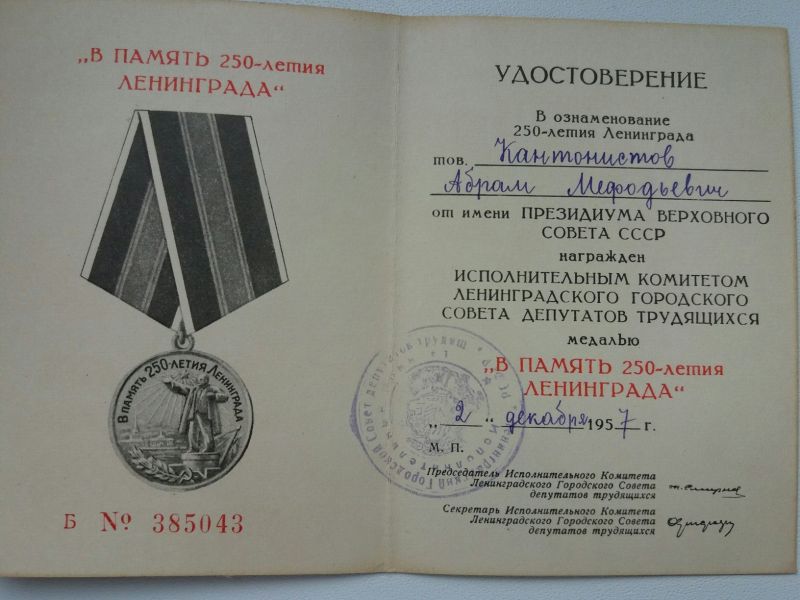 „В ПАМЯТЬ 250-летия
ЛЕНИНГРАДА“
В ПАМЯТЬ 250-ЛЕТИЯ ЛЕНИНГРАДА
Б № 385043
УДОСТОВЕРЕНИЕ
В ознаменование
250-летия Ленинграда
тов. Кантонистов
Абрам Мефодьевич
от имени ПРЕЗИДИУМА ВЕРХОВНОГО
СОВЕТА СССР
награжден
ИСПОЛНИТЕЛЬНЫМ КОМИТЕТОМ
ЛЕНИНГРАДСКОГО ГОРОДСКОГО
СОВЕТА ДЕПУТАТОВ ТРУДЯЩИХСЯ
медалью
„В ПАМЯТЬ 250-летия
ЛЕНИНГРАДА“
„2“ декабря 1957 г.
М. П.
Председатель Исполнительного Комитета
Ленинградского Городского Совета
депутатов трудящихся
Секретарь Исполнительного Комитета
Ленинградского Городского Совета
депутатов трудящихся